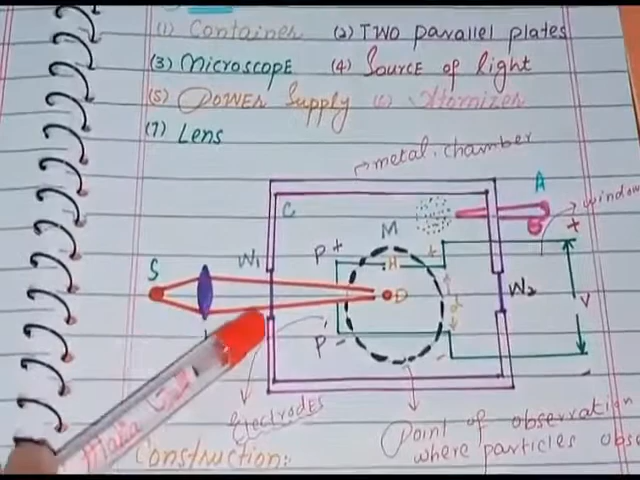 (1) Container (2) Two parallel plates
(3) Microscope (4) Source of light
(5) Power Supply (6) Atomizer
(7) Lens
metal chamber
A
window
C
M
+
S
W1
P+
H
+
D
d
W2
V
P'-
-
-
Electrodes
Point of observation
where particles obse
Construction: